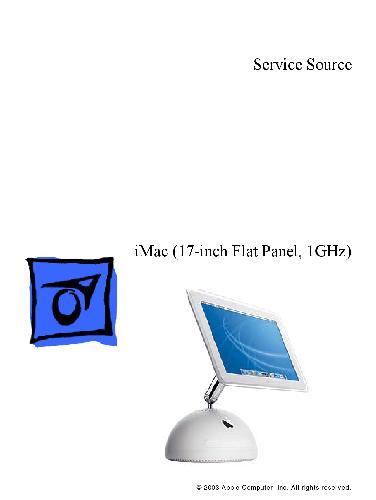 Service Source
iMac (17-inch Flat Panel, 1GHz)
© 2003 Apple Computer, Inc. All rights reserved.